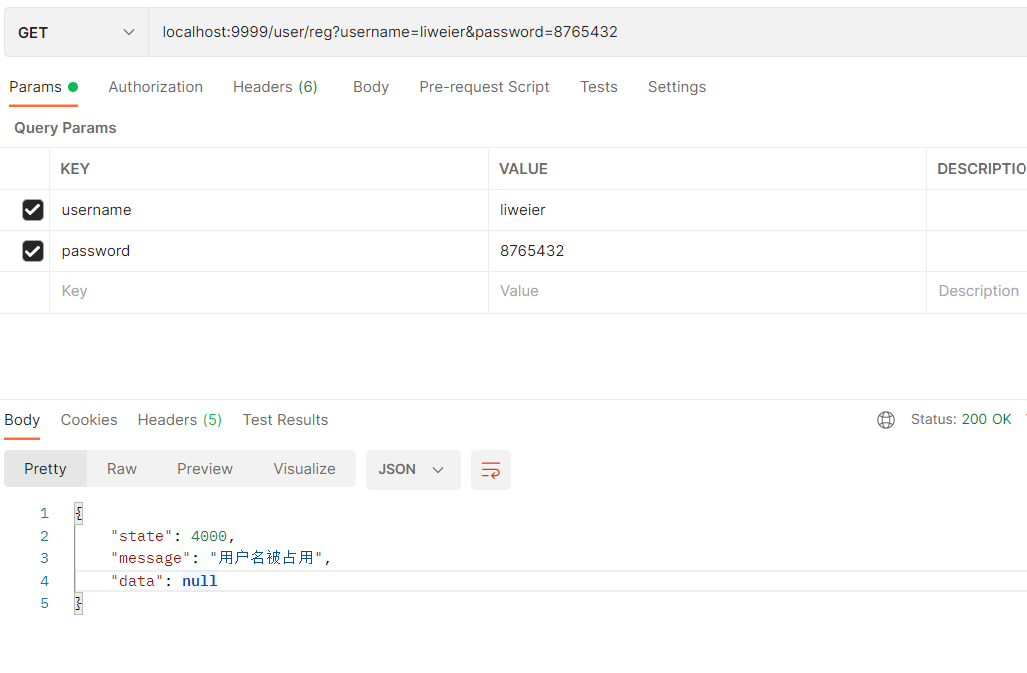 GET localhost:9999/user/reg?username=liweier&password=8765432
Params Authorization Headers (6) Body Pre-request Script Tests Settings
Query Params
KEY VALUE DESCRIPTIO
username liweier
password 8765432
Key Value Description
Body Cookies Headers (5) Test Results Status: 200 OK
Pretty Raw Preview Visualize JSON
1 {
2 "state": 4000,
3 "message": "用户名被占用",
4 "data": null
5 }